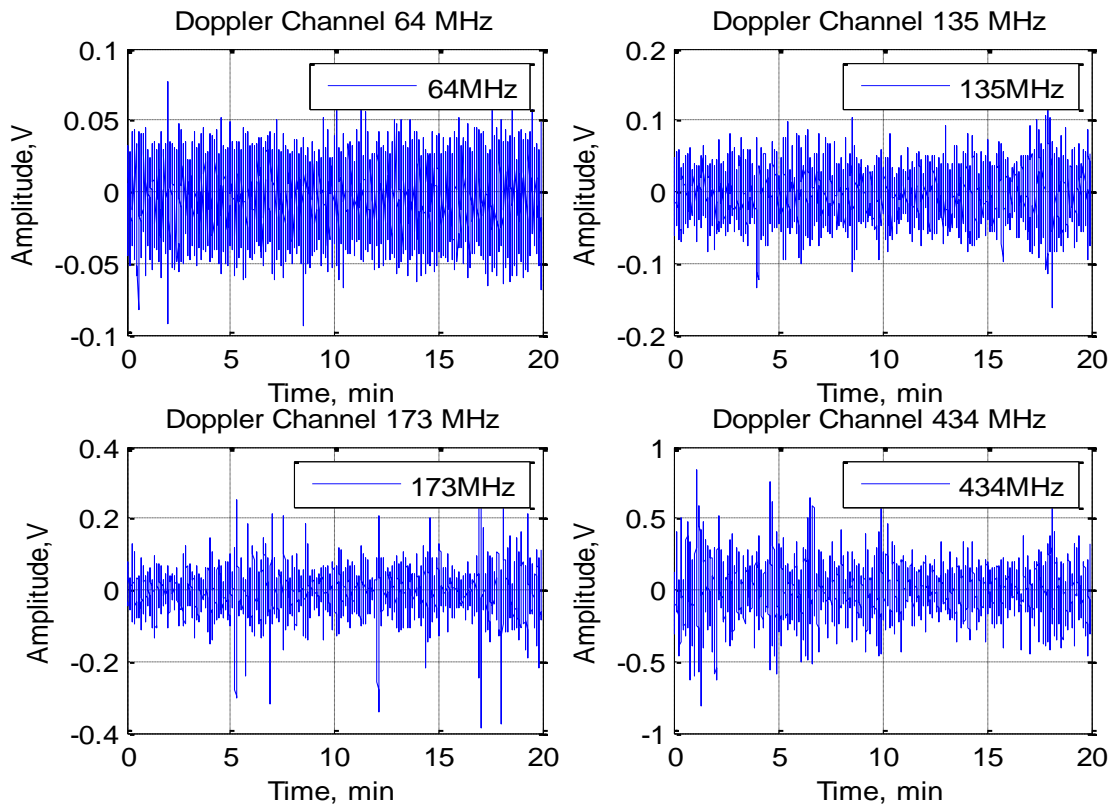 Doppler Channel 64 MHz
0.1
0.05
0
-0.05
-0.1
Amplitude,V
64MHz
0 5 10 15 20
Time, min
Doppler Channel 135 MHz
0.2
0.1
0
-0.1
-0.2
Amplitude,V
135MHz
0 5 10 15 20
Time, min
Doppler Channel 173 MHz
0.4
0.2
0
-0.2
-0.4
Amplitude,V
173MHz
0 5 10 15 20
Time, min
Doppler Channel 434 MHz
1
0.5
0
-0.5
-1
Amplitude,V
434MHz
0 5 10 15 20
Time, min